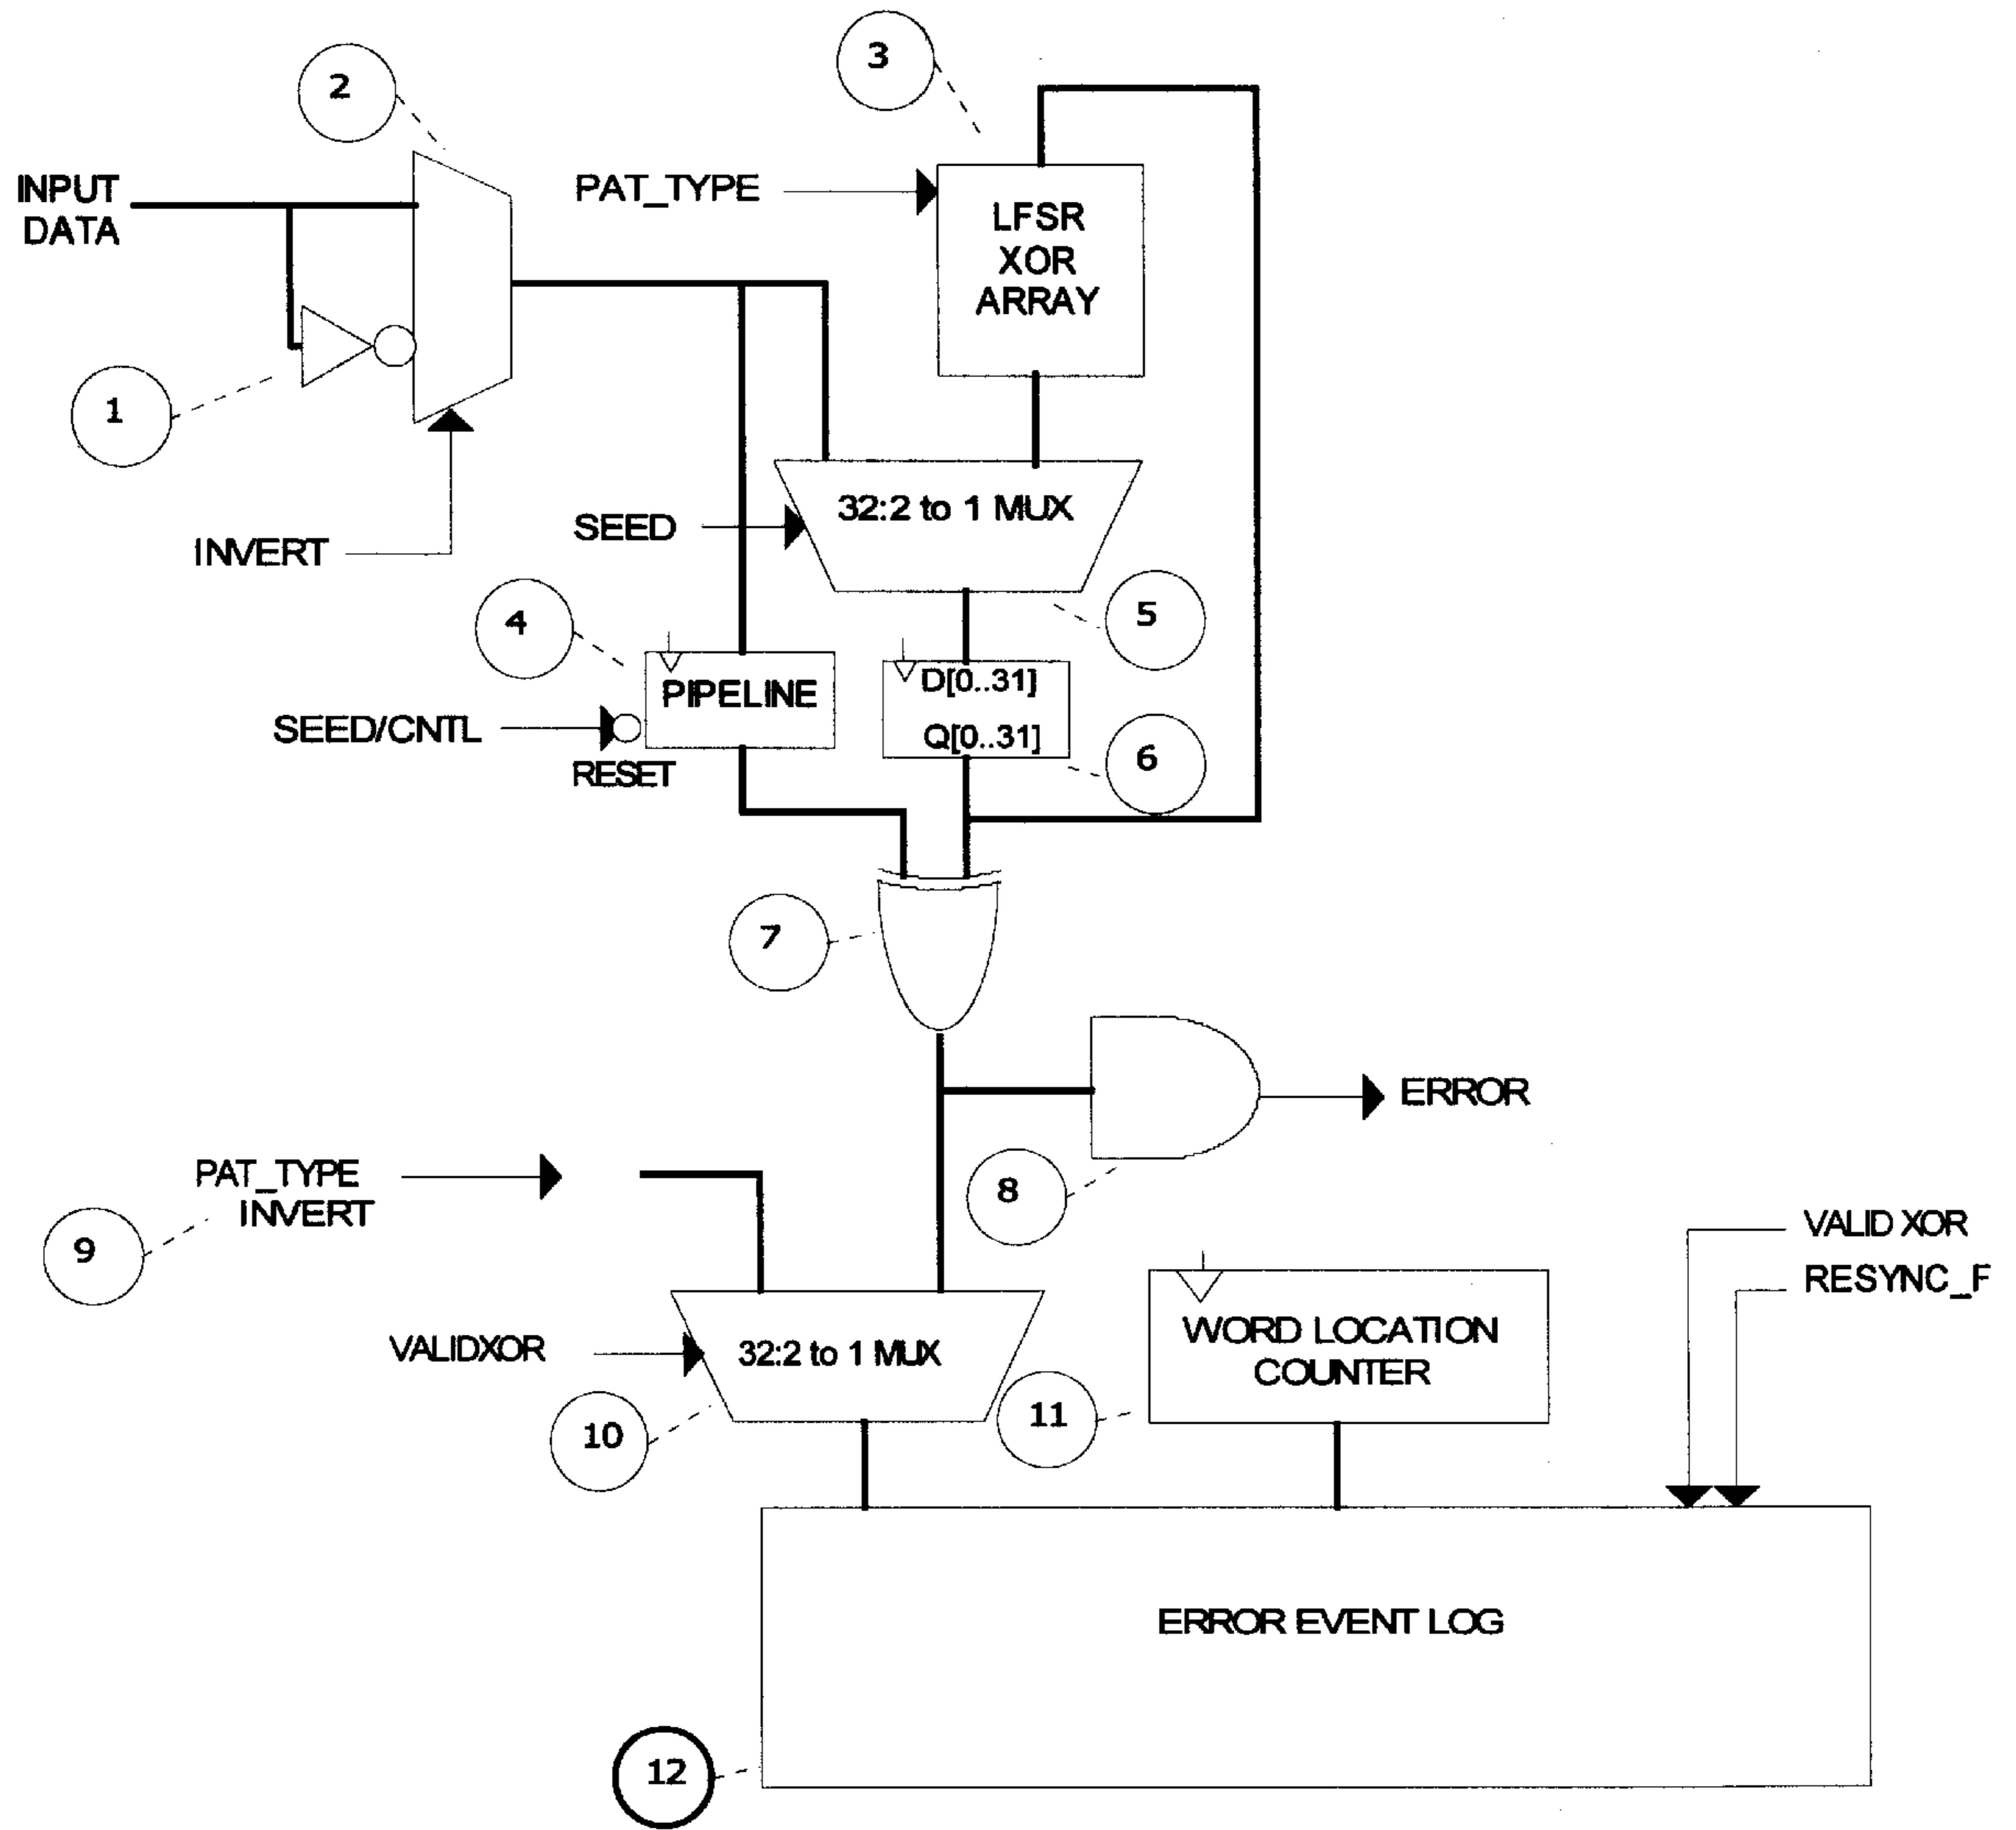 3
2
INPUT
DATA
PAT_TYPE
LFSR
XOR
ARRAY
1
32:2 to 1 MUX
SEED
INVERT
4
5
PIPELINE
D[0..31]
Q[0..31]
SEED/CNTL
RESET
6
7
ERROR
8
PAT_TYPE
INVERT
9
VALID XOR
RESYNC_F
VALIDXOR
32:2 to 1 MUX
WORD LOCATION
COUNTER
10
11
ERROR EVENT LOG
12